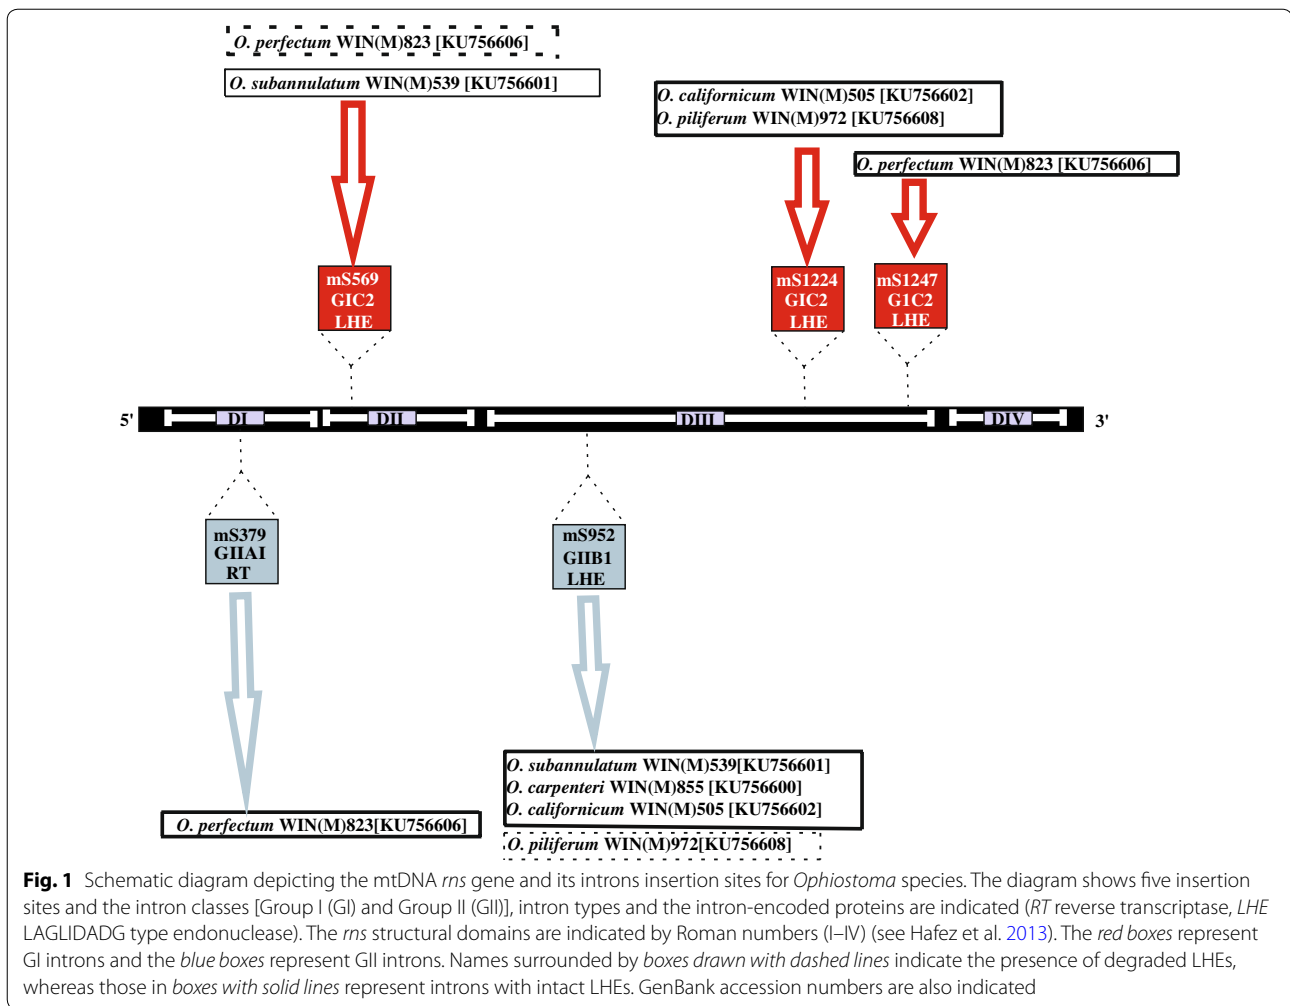 O. perfectum WIN(M)823 [KU756606]
O. subannulatum WIN(M)539 [KU756601]
O. californicum WIN(M)505 [KU756602]
O. piliferum WIN(M)972 [KU756608]
O. perfectum WIN(M)823 [KU756606]
mS569
GIC2
LHE
mS1224
GIC2
LHE
mS1247
G1C2
LHE
5' DI DII DIII DIV 3'
mS379
GIIAI
RT
mS952
GIIB1
LHE
O. perfectum WIN(M)823[KU756606]
O. subannulatum WIN(M)539[KU756601]
O. carpenteri WIN(M)855 [KU756600]
O. californicum WIN(M)505 [KU756602]
O. piliferum WIN(M)972[KU756608]
Fig. 1 Schematic diagram depicting the mtDNA rns gene and its introns insertion sites for Ophiostoma species. The diagram shows five insertion
sites and the intron classes [Group I (GI) and Group II (GII)], intron types and the intron-encoded proteins are indicated (RT reverse transcriptase, LHE
LAGLIDADG type endonuclease). The rns structural domains are indicated by Roman numbers (I–IV) (see Hafez et al. 2013). The red boxes represent
GI introns and the blue boxes represent GII introns. Names surrounded by boxes drawn with dashed lines indicate the presence of degraded LHEs,
whereas those in boxes with solid lines represent introns with intact LHEs. GenBank accession numbers are also indicated